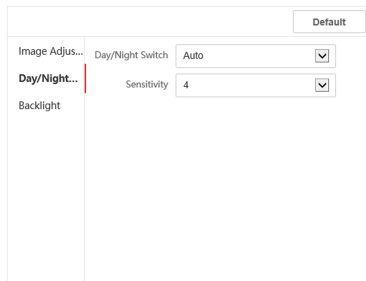 Default
Image Adjus...
Day/Night Switch Auto
Day/Night...
Sensitivity 4
Backlight